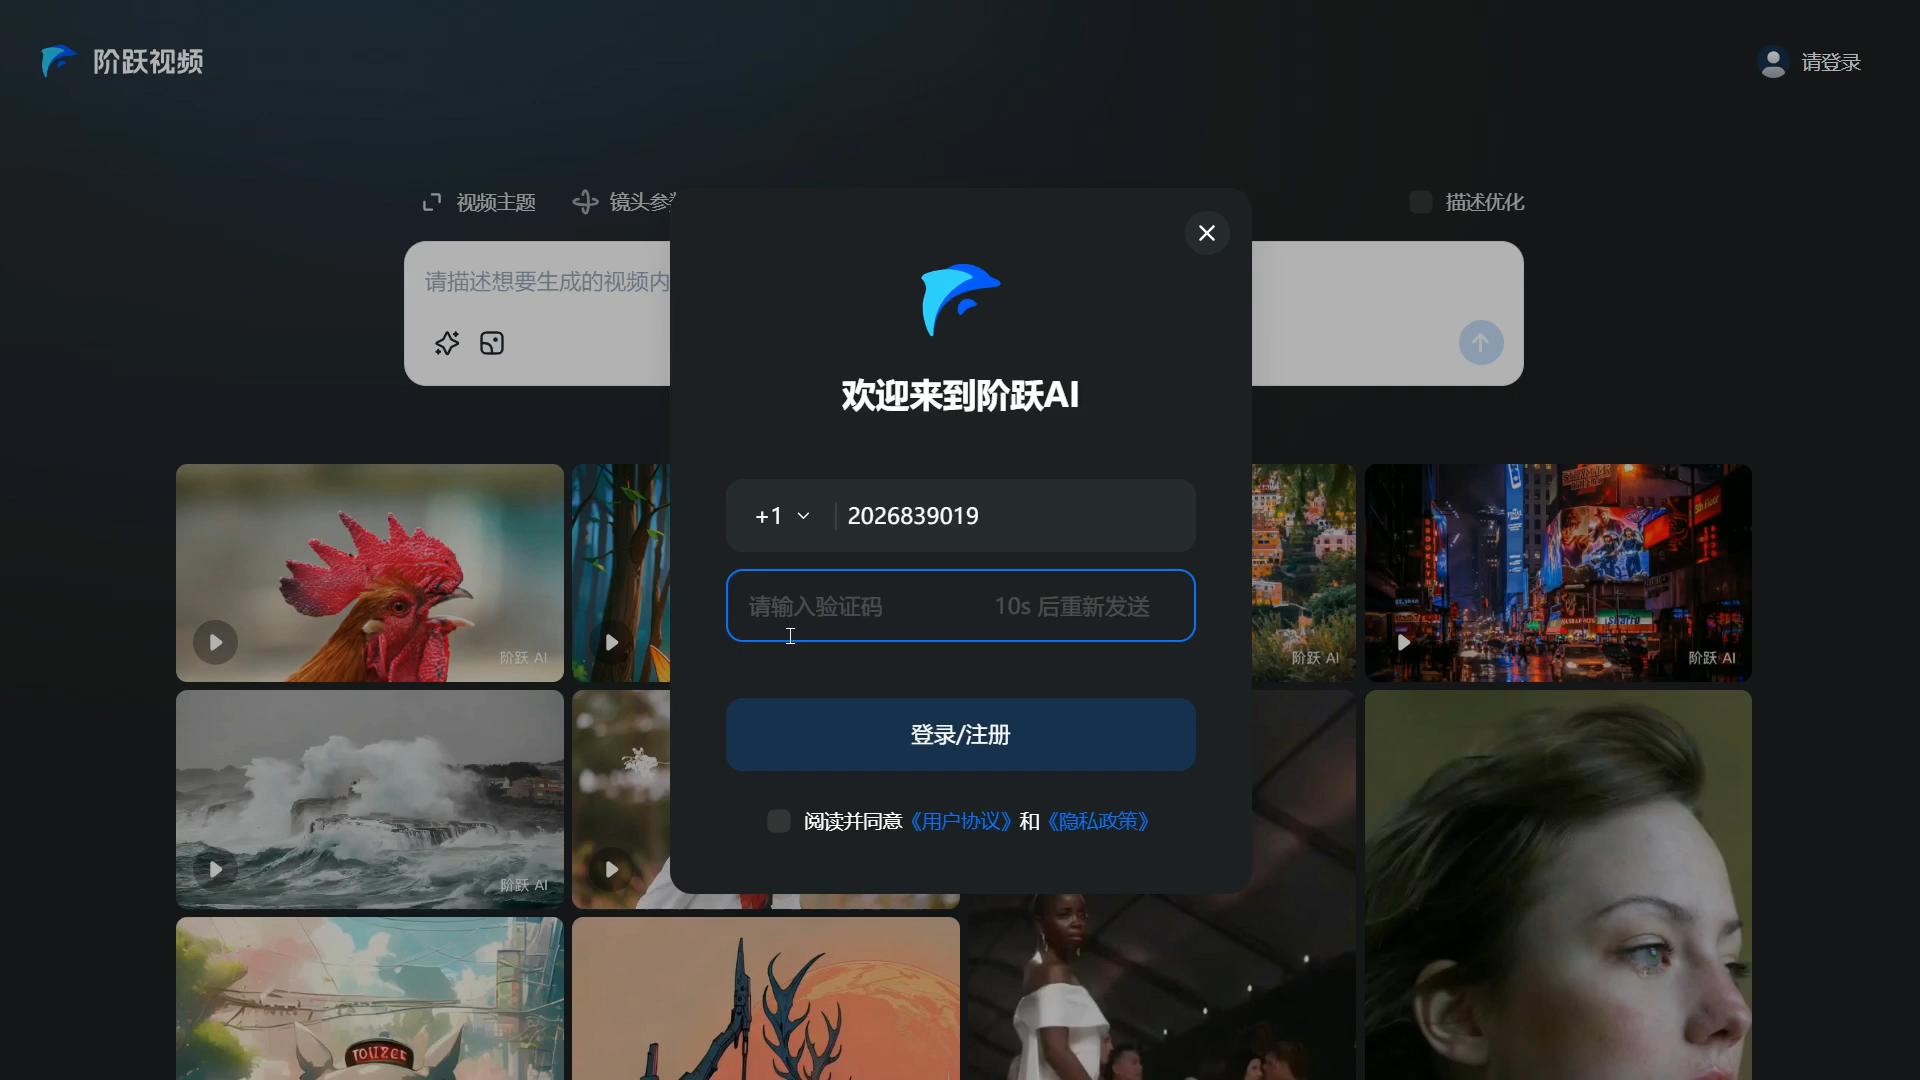 阶跃视频
请登录
视频主题
镜头参
描述优化
请描述想要生成的视频内
欢迎来到阶跃AI
+1
2026839019
请输入验证码
10s 后重新发送
登录/注册
阅读并同意《用户协议》和《隐私政策》
阶跃 AI
阶跃 AI
阶跃 AI
阶跃 AI